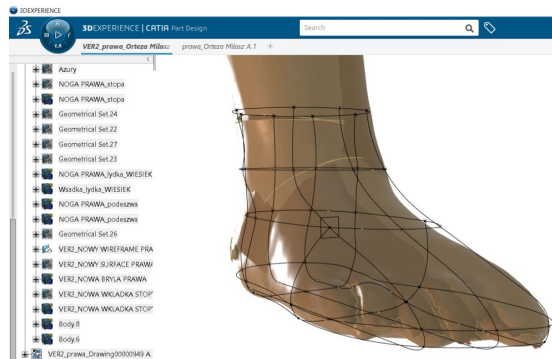 3DEXPERIENCE
3DEXPERIENCE | CATIA Part Design
Search
3D
V.R
VER2_prawa_Orteza Milosz
prawa_Orteza Milosz A.1
Azury
NOGA PRAWA_stopa
NOGA PRAWA_stopa
Geometrical Set.24
Geometrical Set.22
Geometrical Set.27
Geometrical Set.23
NOGA PRAWA_lydka_WIESIEK
Wsadka_lydka_WIESIEK
NOGA PRAWA_podeszwa
NOGA PRAWA_podeszwa
Geometrical Set.26
VER2_NOWY WIREFRAME PRA
VER2_NOWY SURFACE PRAWA
VER2_NOWA BRYLA PRAWA
VER2_NOWA WKLADKA STOP
VER2_NOWA WKLADKA STOP
Body.8
Body.6
VER2_prawa_Drawing00000949 A.